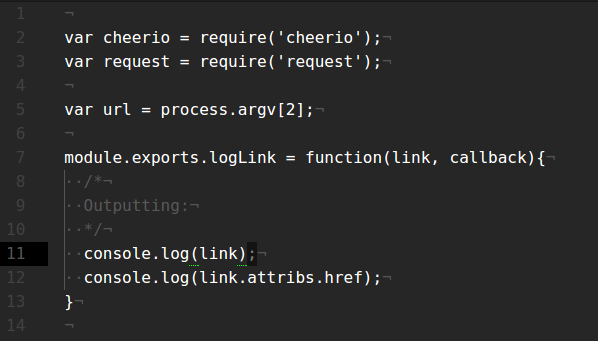 1 ¬
2 var cheerio = require('cheerio');¬
3 var request = require('request');¬
4 ¬
5 var url = process.argv[2];¬
6 ¬
7 module.exports.logLink = function(link, callback){¬
8 ··/*¬
9 ··Outputting:¬
10 ··*/¬
11 ··console.log(link);¬
12 ··console.log(link.attribs.href);¬
13 }¬
14 ¬